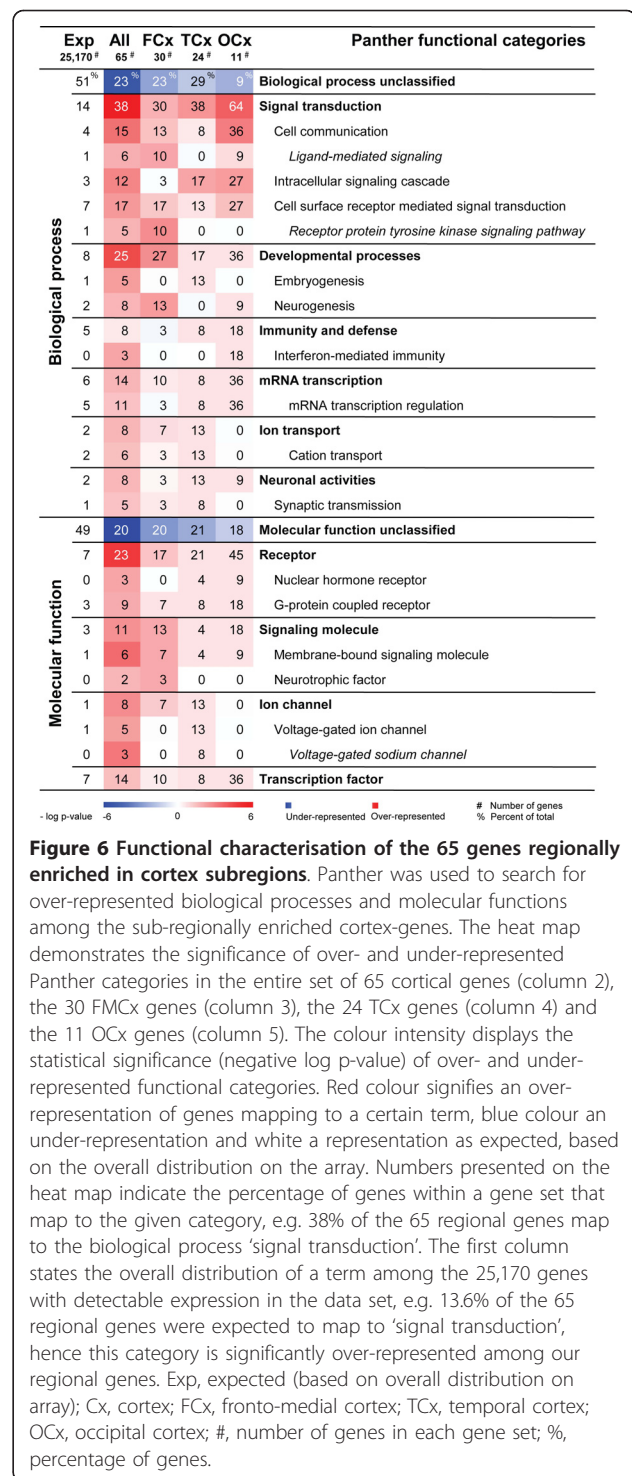 Exp All FCx TCx OCx Panther functional categories
25,170 # 65 # 30 # 24 # 11 #
51% 23% 23% 29% 9% Biological process unclassified
14 38 30 38 64 Signal transduction
4 15 13 8 36 Cell communication
1 6 10 0 9 Ligand-mediated signaling
3 12 3 17 27 Intracellular signaling cascade
7 17 17 13 27 Cell surface receptor mediated signal transduction
1 5 10 0 0 Receptor protein tyrosine kinase signaling pathway
8 25 27 17 36 Developmental processes
1 5 0 13 0 Embryogenesis
2 8 13 0 9 Neurogenesis
5 8 3 8 18 Immunity and defense
0 3 0 0 18 Interferon-mediated immunity
6 14 10 8 36 mRNA transcription
5 11 3 8 36 mRNA transcription regulation
2 8 7 13 0 Ion transport
2 6 3 13 0 Cation transport
2 8 3 13 9 Neuronal activities
1 5 3 8 0 Synaptic transmission
Biological process
49 20 20 21 18 Molecular function unclassified
7 23 17 21 45 Receptor
0 3 0 4 9 Nuclear hormone receptor
3 9 7 8 18 G-protein coupled receptor
3 11 13 4 18 Signaling molecule
1 6 7 4 9 Membrane-bound signaling molecule
0 2 3 0 0 Neurotrophic factor
1 8 7 13 0 Ion channel
1 5 0 13 0 Voltage-gated ion channel
0 3 0 8 0 Voltage-gated sodium channel
7 14 10 8 36 Transcription factor
Molecular function
- log p-value -6 0 6 Under-represented Over-represented # Number of genes
% Percent of total
Figure 6 Functional characterisation of the 65 genes regionally
enriched in cortex subregions. Panther was used to search for
over-represented biological processes and molecular functions
among the sub-regionally enriched cortex-genes. The heat map
demonstrates the significance of over- and under-represented
Panther categories in the entire set of 65 cortical genes (column 2),
the 30 FMCx genes (column 3), the 24 TCx genes (column 4) and
the 11 OCx genes (column 5). The colour intensity displays the
statistical significance (negative log p-value) of over- and under-
represented functional categories. Red colour signifies an over-
representation of genes mapping to a certain term, blue colour an
under-representation and white a representation as expected, based
on the overall distribution on the array. Numbers presented on the
heat map indicate the percentage of genes within a gene set that
map to the given category, e.g. 38% of the 65 regional genes map
to the biological process ‘signal transduction’. The first column
states the overall distribution of a term among the 25,170 genes
with detectable expression in the data set, e.g. 13.6% of the 65
regional genes were expected to map to ‘signal transduction’,
hence this category is significantly over-represented among our
regional genes. Exp, expected (based on overall distribution on
array); Cx, cortex; FCx, fronto-medial cortex; TCx, temporal cortex;
OCx, occipital cortex; #, number of genes in each gene set; %,
percentage of genes.